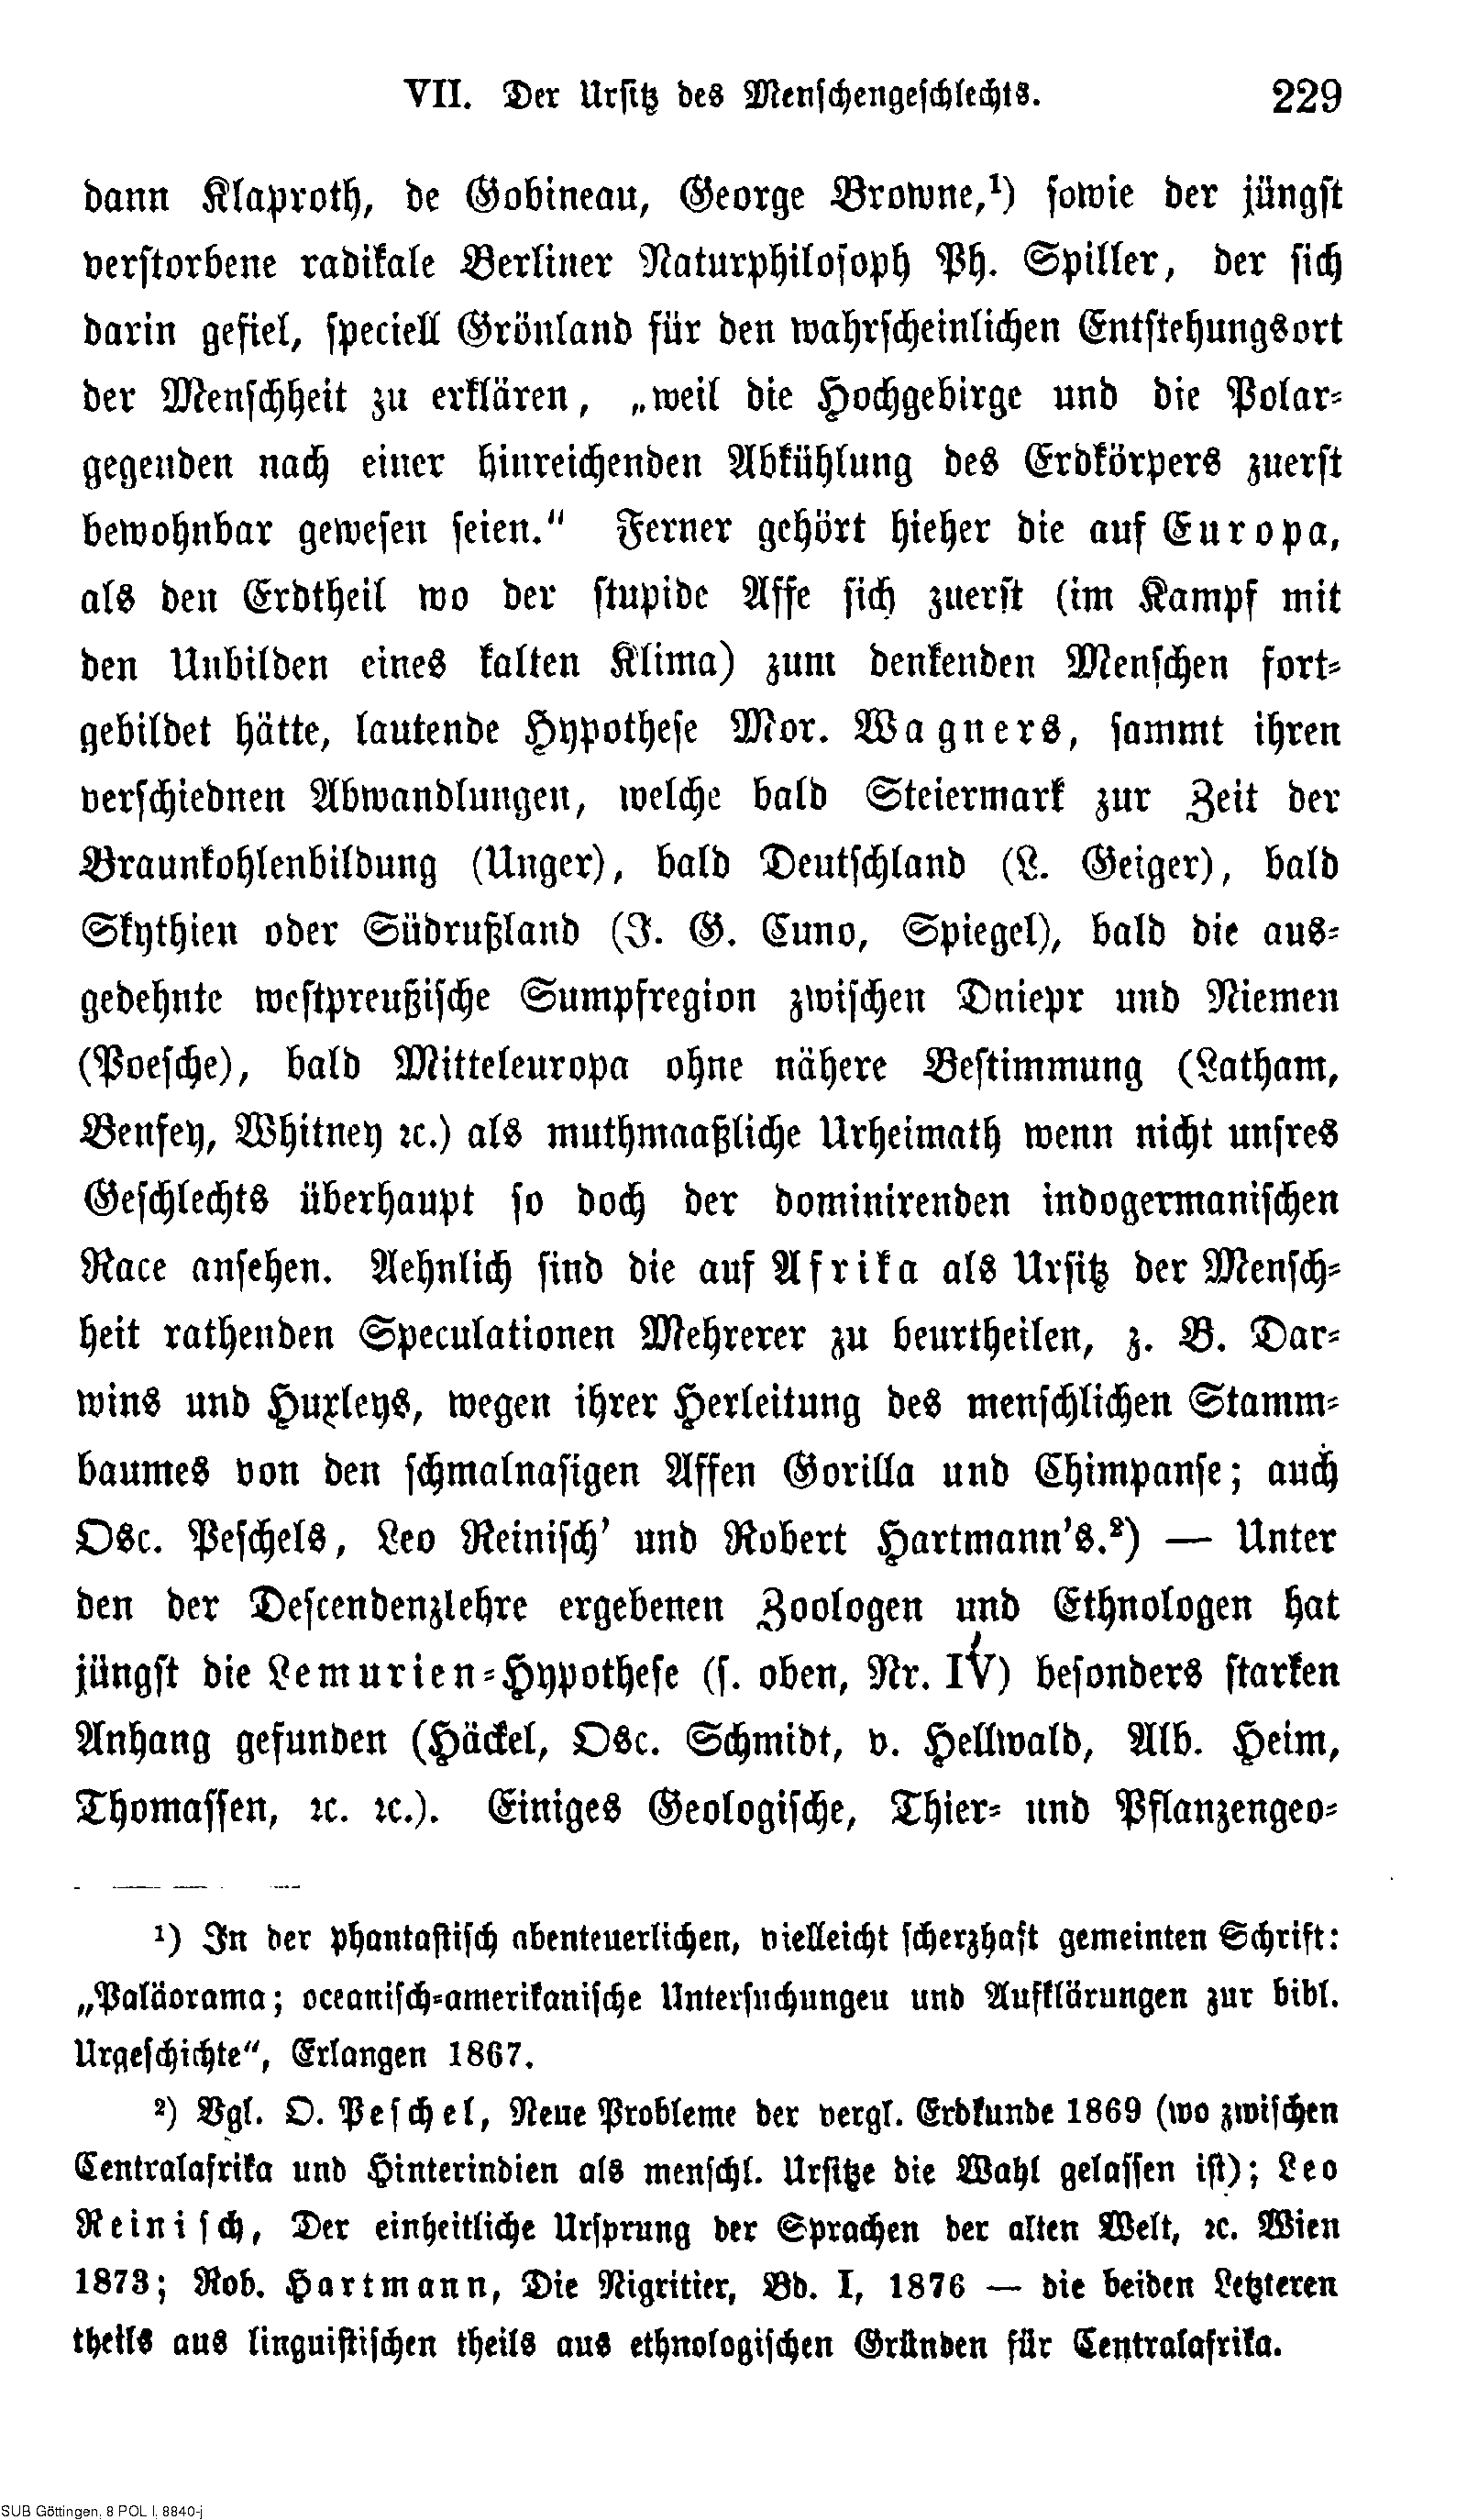 VII. Der Urſitz des Menſchengeſchlechts. 229
dann Klaproth, de Gobineau, George Browne,¹) ſowie der jüngſt
verſtorbene radikale Berliner Naturphiloſoph Ph. Spiller, der ſich
darin gefiel, ſpeciell Grönland für den wahrſcheinlichen Entſtehungsort
der Menſchheit zu erklären, „weil die Hochgebirge und die Polar⸗
gegenden nach einer hinreichenden Abkühlung des Erdkörpers zuerſt
bewohnbar geweſen ſeien.“ Ferner gehört hieher die auf Europa,
als den Erdtheil wo der ſtupide Affe ſich zuerſt (im Kampf mit
den Unbilden eines kalten Klima) zum denkenden Menſchen fort⸗
gebildet hätte, lautende Hypotheſe Mor. Wagners, ſammt ihren
verſchiednen Abwandlungen, welche bald Steiermark zur Zeit der
Braunkohlenbildung (Unger), bald Deutſchland (L. Geiger), bald
Skythien oder Südrußland (J. G. Cuno, Spiegel), bald die aus⸗
gedehnte weſtpreußiſche Sumpfregion zwiſchen Dniepr und Niemen
(Poeſche), bald Mitteleuropa ohne nähere Beſtimmung (Latham,
Benfey, Whitney ꝛc.) als muthmaaßliche Urheimath wenn nicht unſres
Geſchlechts überhaupt ſo doch der dominirenden indogermaniſchen
Race anſehen. Aehnlich ſind die auf Afrika als Urſitz der Menſch⸗
heit rathenden Speculationen Mehrerer zu beurtheilen, z. B. Dar⸗
wins und Huxleys, wegen ihrer Herleitung des menſchlichen Stamm⸗
baumes von den ſchmalnaſigen Affen Gorilla und Chimpanſe; auch
Osc. Peſchels, Leo Reiniſch’ und Robert Hartmann’s.²) — Unter
den der Deſcendenzlehre ergebenen Zoologen und Ethnologen hat
jüngſt die Lemurien⸗Hypotheſe (ſ. oben, Nr. IV) beſonders ſtarken
Anhang gefunden (Häckel, Osc. Schmidt, v. Hellwald, Alb. Heim,
Thomaſſen, ꝛc. ꝛc.). Einiges Geologiſche, Thier⸗ und Pflanzengeo⸗
¹) In der phantaſtiſch abenteuerlichen, vielleicht ſcherzhaft gemeinten Schrift:
„Paläorama; oceaniſch⸗amerikaniſche Unterſuchungen und Aufklärungen zur bibl.
Urgeſchichte“, Erlangen 1867.
²) Vgl. O. Peſchel, Neue Probleme der vergl. Erdkunde 1869 (wo zwiſchen
Centralafrika und Hinterindien als menſchl. Urſitze die Wahl gelaſſen iſt); Leo
Reiniſch, Der einheitliche Urſprung der Sprachen der alten Welt, ꝛc. Wien
1873; Rob. Hartmann, Die Nigritier, Bd. I, 1876 — die beiden Letzteren
theils aus linguiſtiſchen theils aus ethnologiſchen Gründen für Centralafrika.
SUB Göttingen, 8 POL I, 8840-j